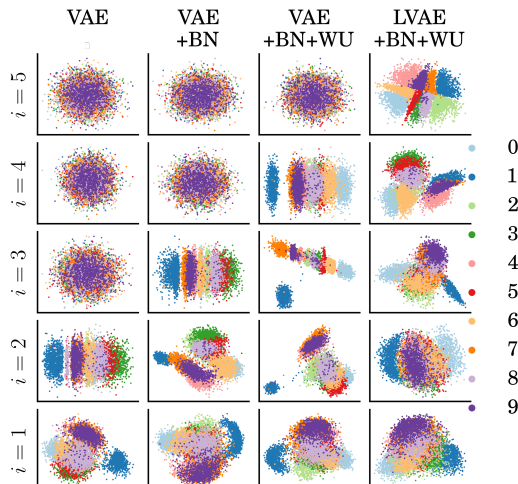 VAE VAE VAE LVAE
+BN +BN+WU +BN+WU
i = 5
i = 4
i = 3
i = 2
i = 1
0
1
2
3
4
5
6
7
8
9